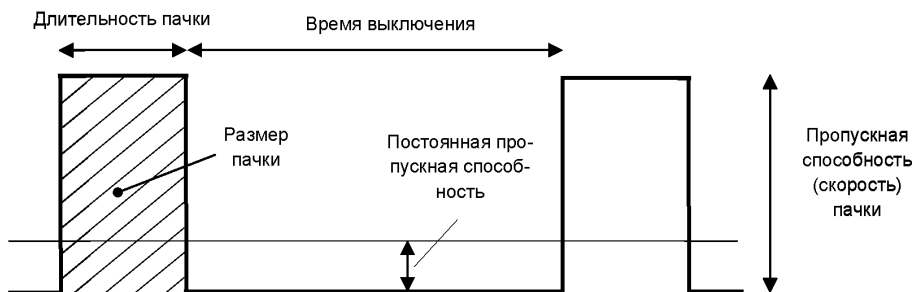 Длительность пачки
Время выключения
Размер
пачки
Постоянная про-
пускная способ-
ность
Пропускная
способность
(скорость)
пачки